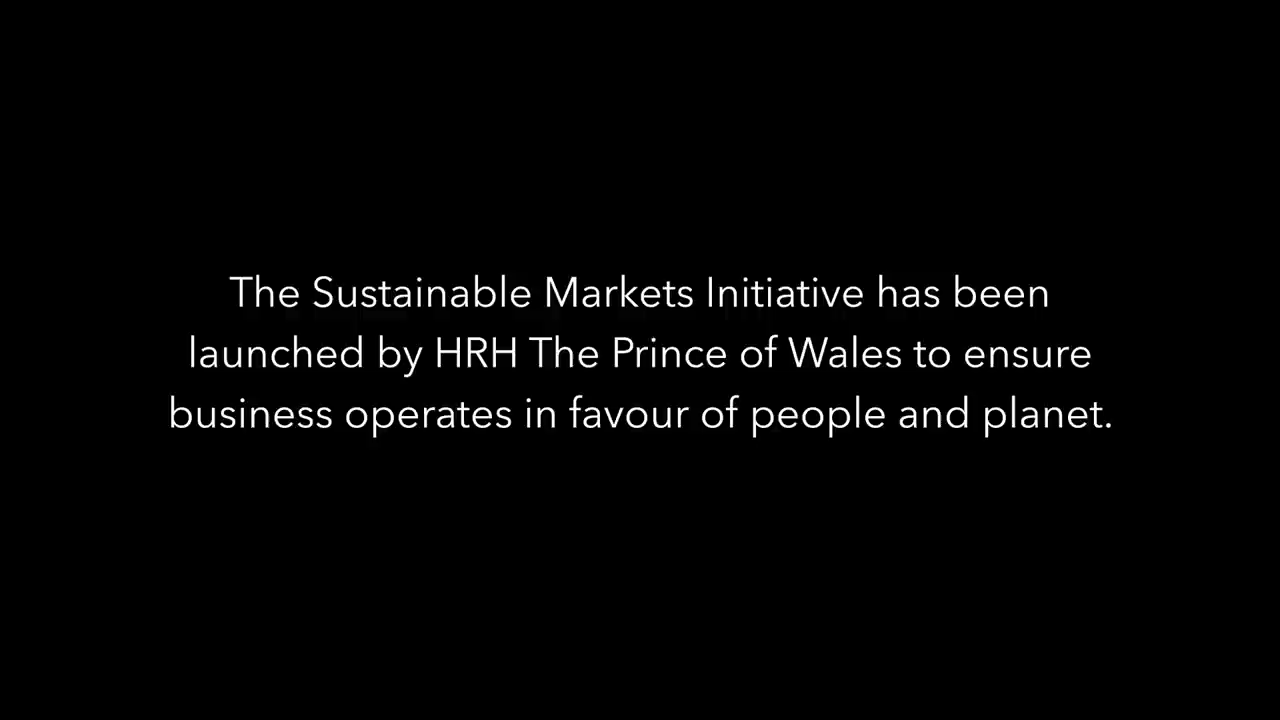 The Sustainable Markets Initiative has been
launched by HRH The Prince of Wales to ensure
business operates in favour of people and planet.